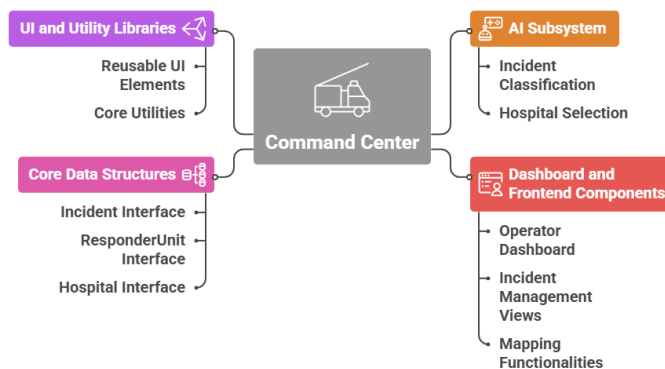 UI and Utility Libraries
Reusable UI
Elements
Core Utilities
Core Data Structures
Incident Interface
ResponderUnit
Interface
Hospital Interface
Command Center
AI Subsystem
Incident
Classification
Hospital Selection
Dashboard and
Frontend Components
Operator
Dashboard
Incident
Management
Views
Mapping
Functionalities